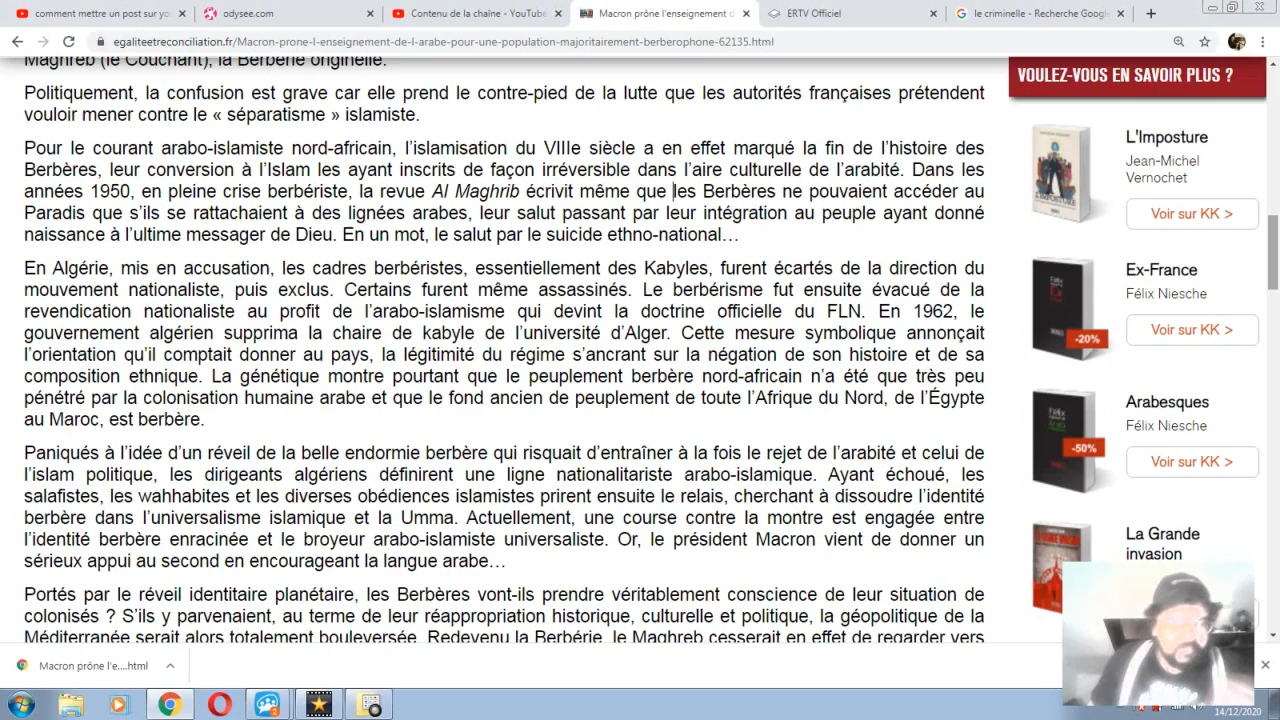 comment mettre un post sur yo
odysee.com
Contenu de la chaîne - YouTube
Macron prône l'enseignement d
ERTV Officiel
le criminelle - Recherche Google
egaliteetreconciliation.fr/Macron-prone-l-enseignement-de-l-arabe-pour-une-population-majoritairement-berberophone-62135.html
Maghreb (le Couchant), la Berbérie originelle.
Politiquement, la confusion est grave car elle prend le contre-pied de la lutte que les autorités françaises prétendent
vouloir mener contre le « séparatisme » islamiste.
Pour le courant arabo-islamiste nord-africain, l'islamisation du VIIIe siècle a en effet marqué la fin de l'histoire des
Berbères, leur conversion à l'Islam les ayant inscrits de façon irréversible dans l'aire culturelle de l'arabité. Dans les
années 1950, en pleine crise berbériste, la revue Al Maghrib écrivit même que les Berbères ne pouvaient accéder au
Paradis que s'ils se rattachaient à des lignées arabes, leur salut passant par leur intégration au peuple ayant donné
naissance à l'ultime messager de Dieu. En un mot, le salut par le suicide ethno-national…
En Algérie, mis en accusation, les cadres berbéristes, essentiellement des Kabyles, furent écartés de la direction du
mouvement nationaliste, puis exclus. Certains furent même assassinés. Le berbérisme fut ensuite évacué de la
revendication nationaliste au profit de l'arabo-islamisme qui devint la doctrine officielle du FLN. En 1962, le
gouvernement algérien supprima la chaire de kabyle de l'université d'Alger. Cette mesure symbolique annonçait
l'orientation qu'il comptait donner au pays, la légitimité du régime s'ancrant sur la négation de son histoire et de sa
composition ethnique. La génétique montre pourtant que le peuplement berbère nord-africain n'a été que très peu
pénétré par la colonisation humaine arabe et que le fond ancien de peuplement de toute l'Afrique du Nord, de l'Égypte
au Maroc, est berbère.
Paniqués à l'idée d'un réveil de la belle endormie berbère qui risquait d'entraîner à la fois le rejet de l'arabité et celui de
l'islam politique, les dirigeants algériens définirent une ligne nationalitariste arabo-islamique. Ayant échoué, les
salafistes, les wahhabites et les diverses obédiences islamistes prirent ensuite le relais, cherchant à dissoudre l'identité
berbère dans l'universalisme islamique et la Umma. Actuellement, une course contre la montre est engagée entre
l'identité berbère enracinée et le broyeur arabo-islamiste universaliste. Or, le président Macron vient de donner un
sérieux appui au second en encourageant la langue arabe…
Portés par le réveil identitaire planétaire, les Berbères vont-ils prendre véritablement conscience de leur situation de
colonisés ? S'ils y parvenaient, au terme de leur réappropriation historique, culturelle et politique, la géopolitique de la
Méditerranée serait alors totalement bouleversée. Redevenu la Berbérie, le Maghreb cesserait en effet de regarder vers
VOULEZ-VOUS EN SAVOIR PLUS ?
L'Imposture
Jean-Michel
Vernochet
Voir sur KK >
Ex-France
Félix Niesche
-20%
Voir sur KK >
Arabesques
Félix Niesche
-50%
Voir sur KK >
La Grande
invasion
Macron prône l'e....html
14/12/2020